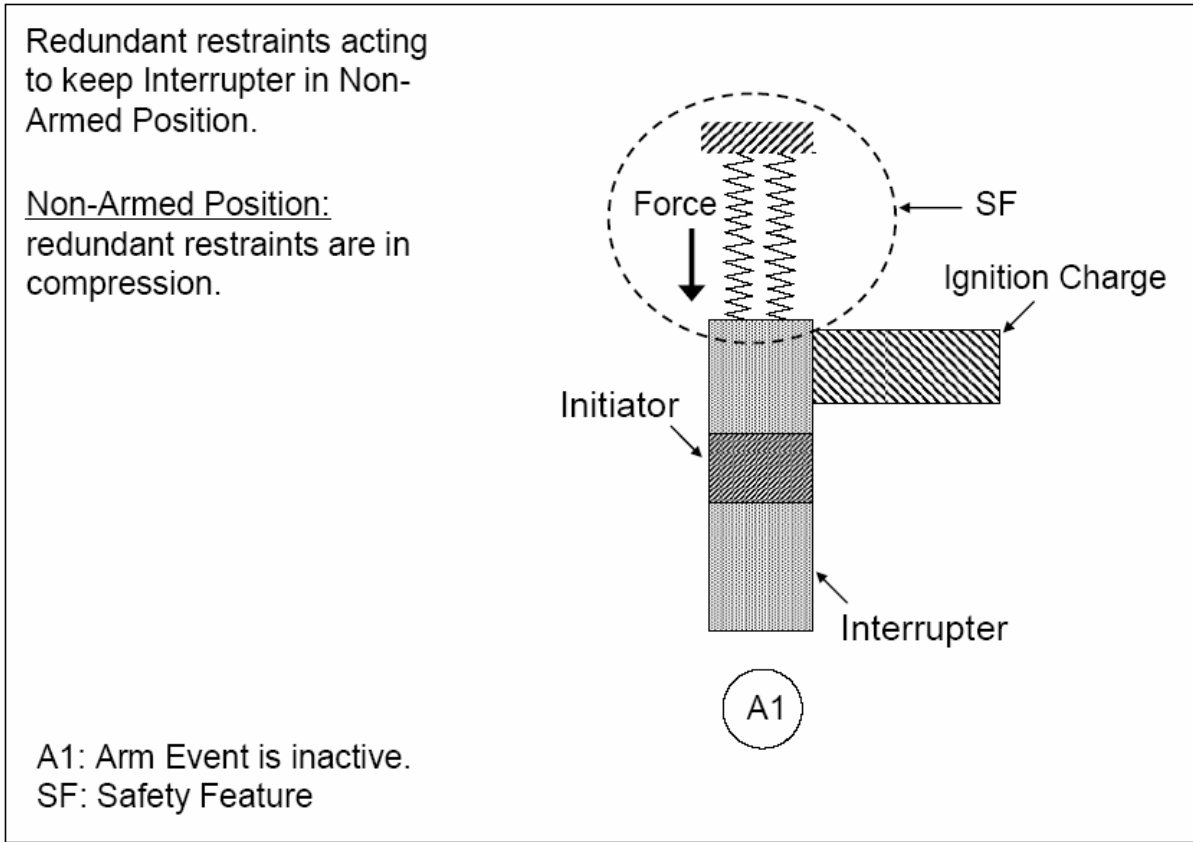 Redundant restraints acting
to keep Interrupter in Non-
Armed Position.
Non-Armed Position:
redundant restraints are in
compression.
Force
SF
Ignition Charge
Initiator
Interrupter
A1
A1: Arm Event is inactive.
SF: Safety Feature